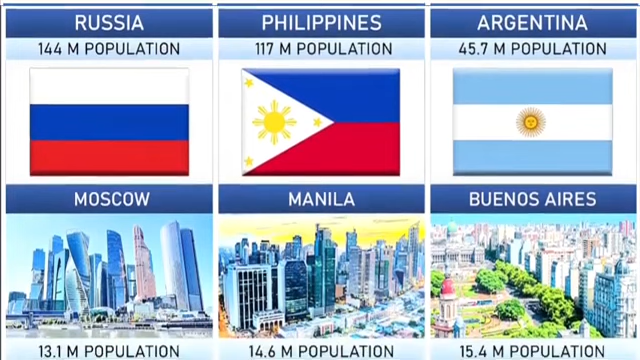 RUSSIA
144 M POPULATION
MOSCOW
13.1 M POPULATION
PHILIPPINES
117 M POPULATION
MANILA
14.6 M POPULATION
ARGENTINA
45.7 M POPULATION
BUENOS AIRES
15.4 M POPULATION